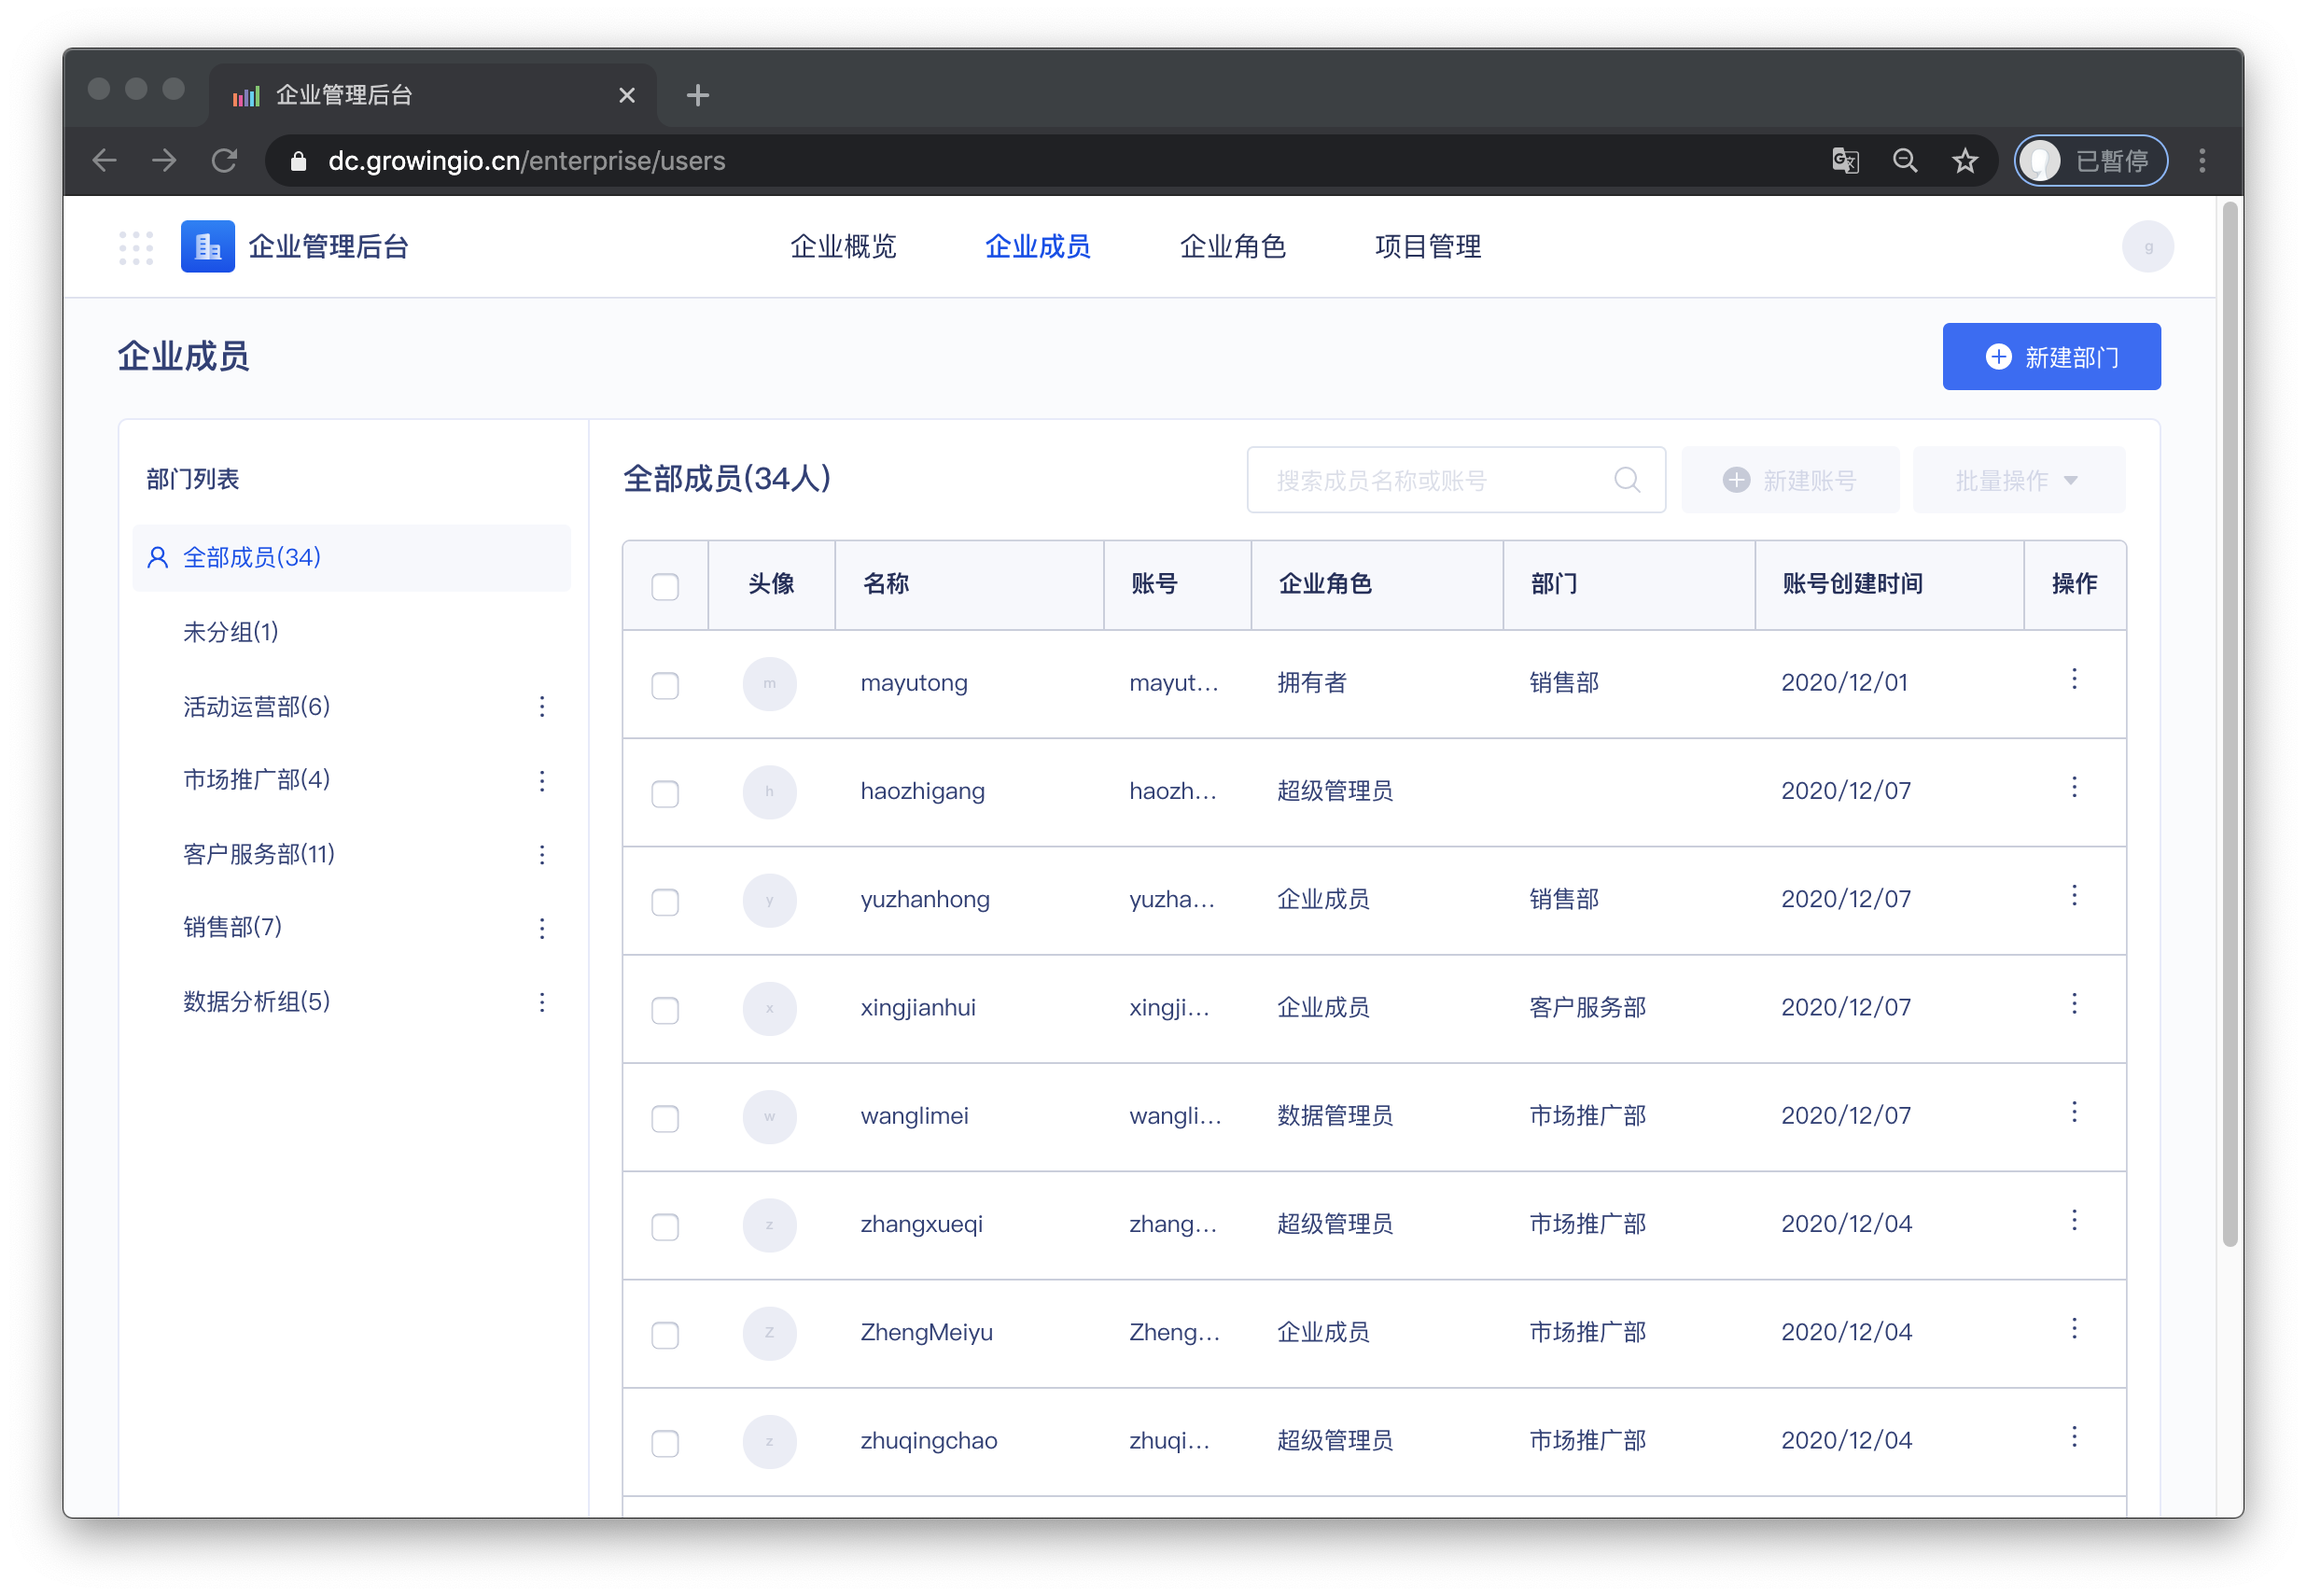 企业管理后台
dc.growingio.cn/enterprise/users
已暫停
企业管理后台 企业概览 企业成员 企业角色 项目管理 g
企业成员 新建部门
部门列表
全部成员(34)
未分组(1)
活动运营部(6)
市场推广部(4)
客户服务部(11)
销售部(7)
数据分析组(5)
全部成员(34人) 搜索成员名称或账号 新建账号 批量操作
头像 名称 账号 企业角色 部门 账号创建时间 操作
m mayutong mayut... 拥有者 销售部 2020/12/01
h haozhigang haozh... 超级管理员 2020/12/07
y yuzhanhong yuzha... 企业成员 销售部 2020/12/07
x xingjianhui xingji... 企业成员 客户服务部 2020/12/07
w wanglimei wangli... 数据管理员 市场推广部 2020/12/07
z zhangxueqi zhang... 超级管理员 市场推广部 2020/12/04
Z ZhengMeiyu Zheng... 企业成员 市场推广部 2020/12/04
z zhuqingchao zhuqi... 超级管理员 市场推广部 2020/12/04